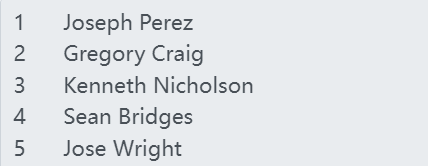 1 Joseph Perez
2 Gregory Craig
3 Kenneth Nicholson
4 Sean Bridges
5 Jose Wright